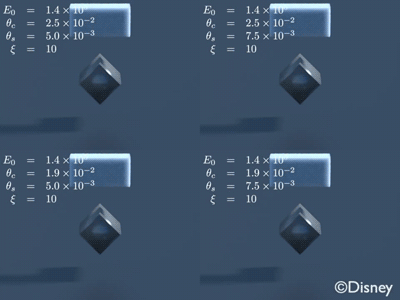 E₀ = 1.4 × 10 E₀ = 1.4 × 10
θc = 2.5 × 10⁻² θc = 2.5 × 10⁻²
θs = 5.0 × 10⁻³ θs = 7.5 × 10⁻³
ξ = 10 ξ = 10
E₀ = 1.4 × 10 E₀ = 1.4 × 10
θc = 1.9 × 10⁻² θc = 1.9 × 10⁻²
θs = 5.0 × 10⁻³ θs = 7.5 × 10⁻³
ξ = 10 ξ = 10
©Disney